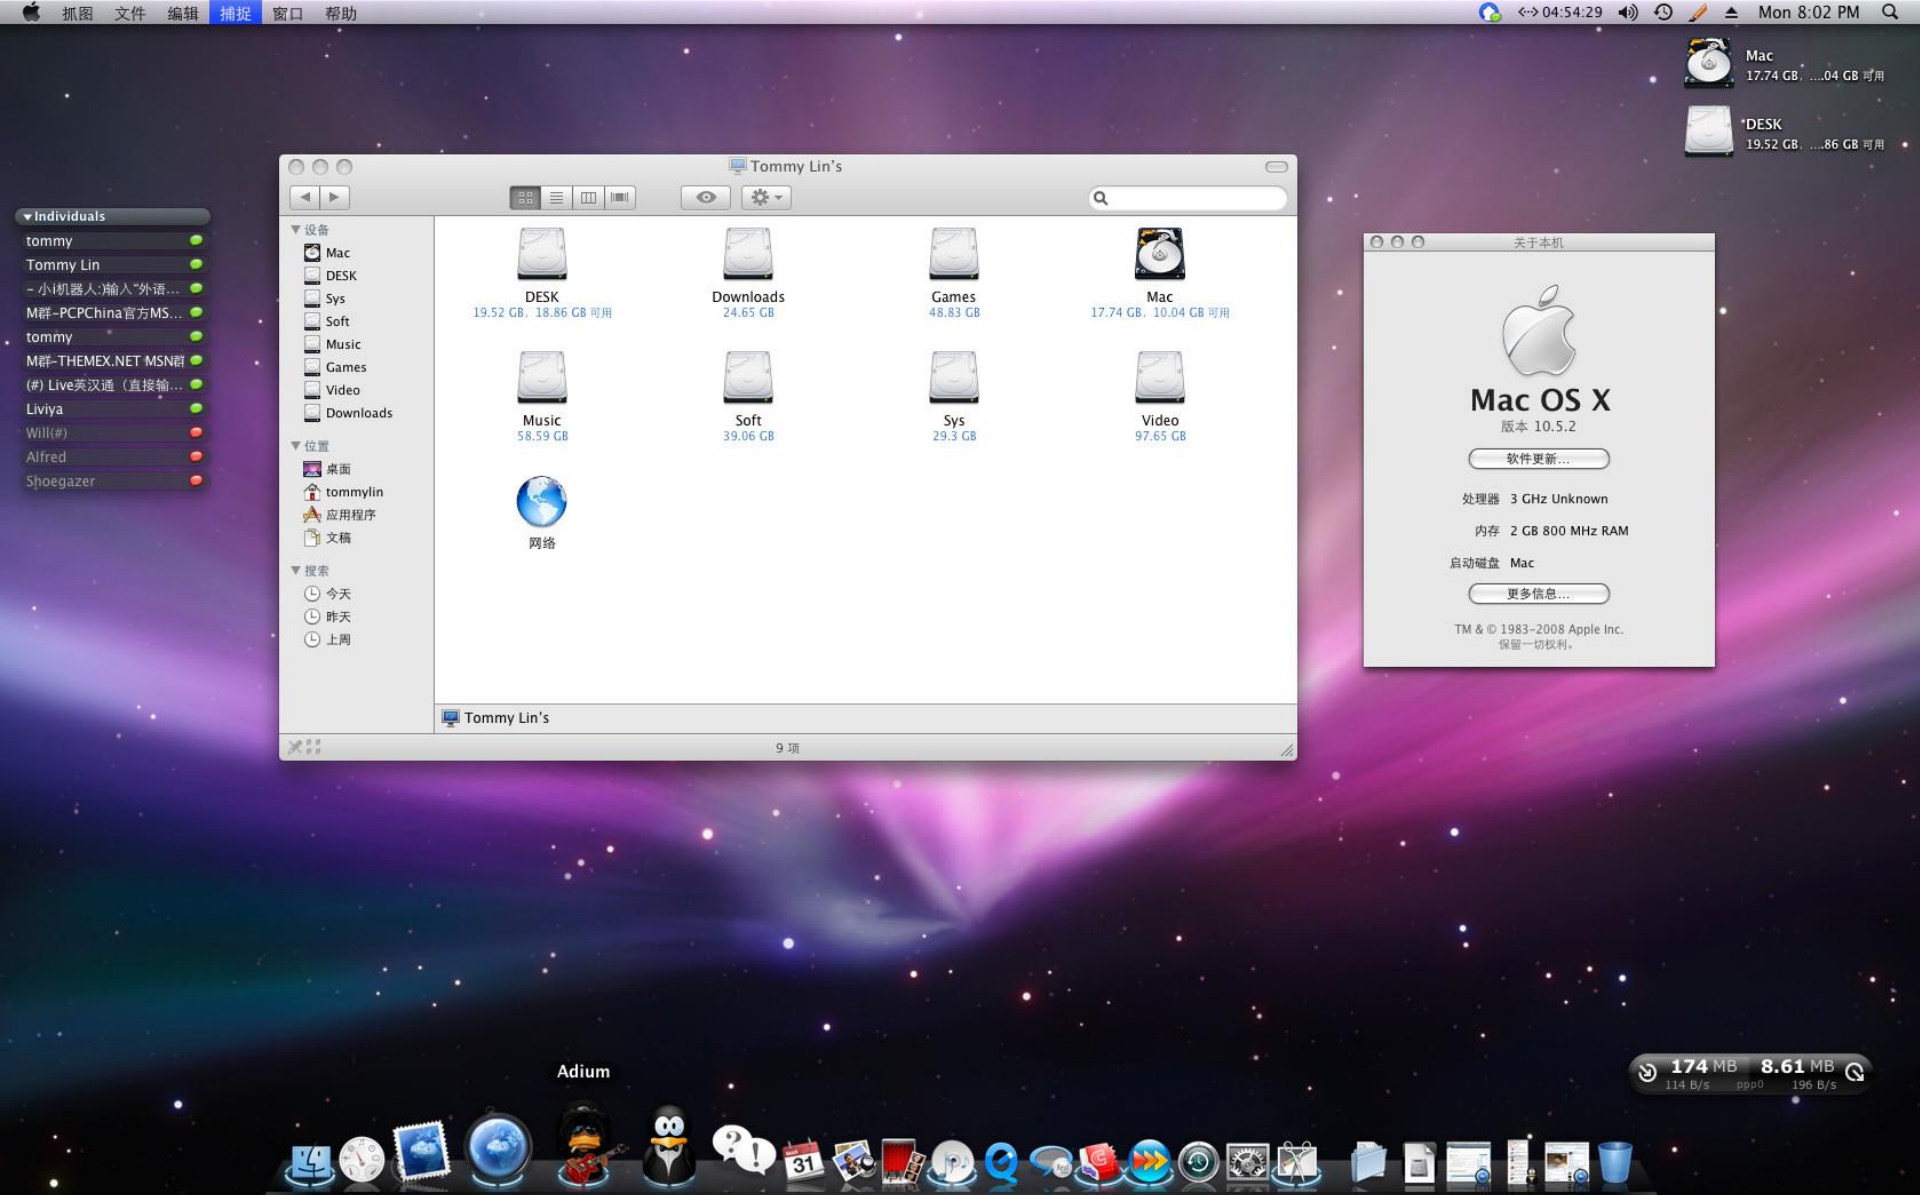 抓图 文件 编辑 捕捉 窗口 帮助
04:54:29 Mon 8:02 PM
Mac
17.74 GB, ....04 GB 可用
DESK
19.52 GB, ....86 GB 可用
Individuals
tommy
Tommy Lin
- 小i机器人:)输入"外语...
M群-PCPChina官方MS...
tommy
M群-THEMEX.NET MSN群
(#) Live英汉通（直接输...
Liviya
Will(#)
Alfred
Shoegazer
Tommy Lin's
设备
Mac
DESK
Sys
Soft
Music
Games
Video
Downloads
位置
桌面
tommylin
应用程序
文稿
搜索
今天
昨天
上周
DESK
19.52 GB, 18.86 GB 可用
Downloads
24.65 GB
Games
48.83 GB
Mac
17.74 GB, 10.04 GB 可用
Music
58.59 GB
Soft
39.06 GB
Sys
29.3 GB
Video
97.65 GB
网络
Tommy Lin's
9 项
关于本机
Mac OS X
版本 10.5.2
软件更新...
处理器 3 GHz Unknown
内存 2 GB 800 MHz RAM
启动磁盘 Mac
更多信息...
TM & © 1983-2008 Apple Inc.
保留一切权利。
174 MB 8.61 MB
114 B/s ppp0 196 B/s
Adium
MAR
31